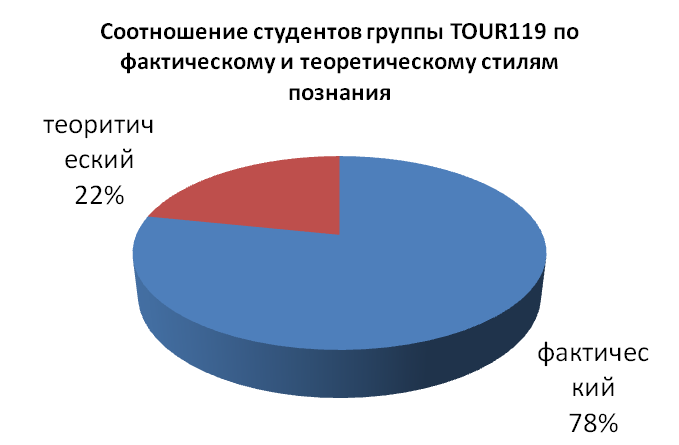 Соотношение студентов группы TOUR119 по
фактическому и теоретическому стилям
познания
теоритич
еский
22%
фактичес
кий
78%